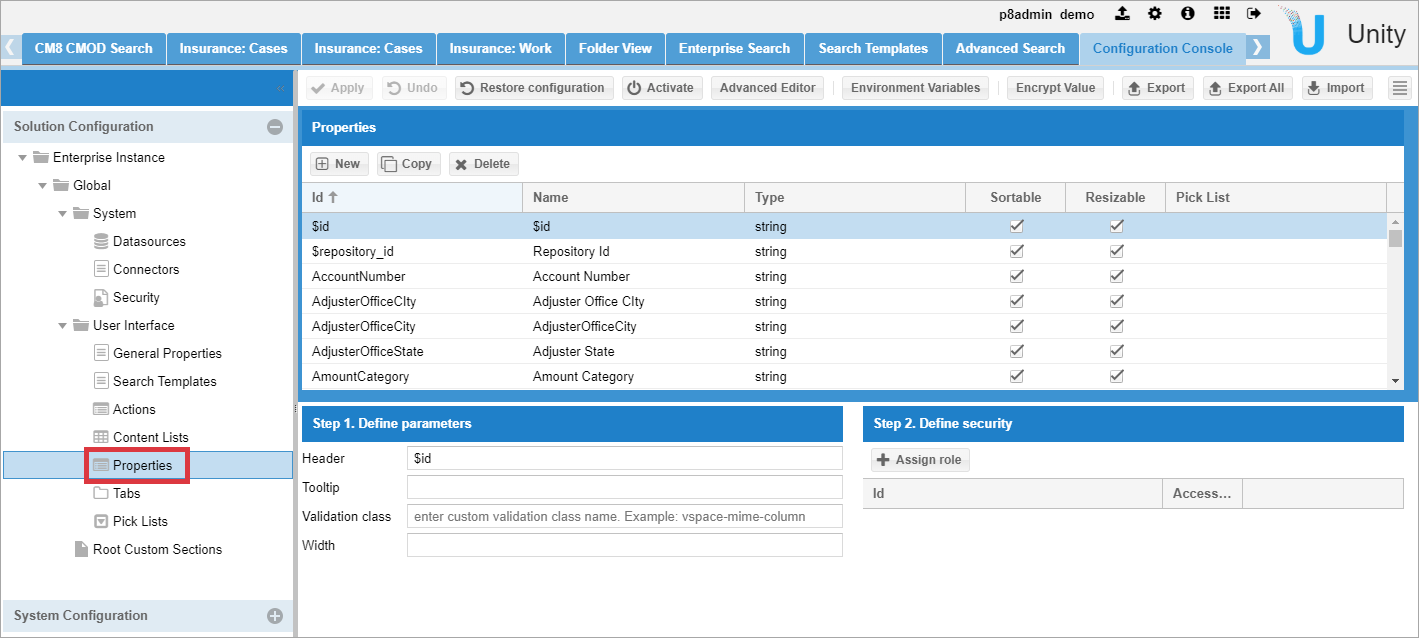 p8admin demo
Unity
CM8 CMOD Search Insurance: Cases Insurance: Cases Insurance: Work Folder View Enterprise Search Search Templates Advanced Search Configuration Console
Apply Undo Restore configuration Activate Advanced Editor Environment Variables Encrypt Value Export Export All Import
Solution Configuration
Enterprise Instance
Global
System
Datasources
Connectors
Security
User Interface
General Properties
Search Templates
Actions
Content Lists
Properties
Tabs
Pick Lists
Root Custom Sections
System Configuration
Properties
New Copy Delete
Id Name Type Sortable Resizable Pick List
$id $id string
$repository_id Repository Id string
AccountNumber Account Number string
AdjusterOfficeCIty Adjuster Office CIty string
AdjusterOfficeCity AdjusterOfficeCity string
AdjusterOfficeState Adjuster State string
AmountCategory Amount Category string
Step 1. Define parameters
Header $id
Tooltip
Validation class enter custom validation class name. Example: vspace-mime-column
Width
Step 2. Define security
Assign role
Id Access...